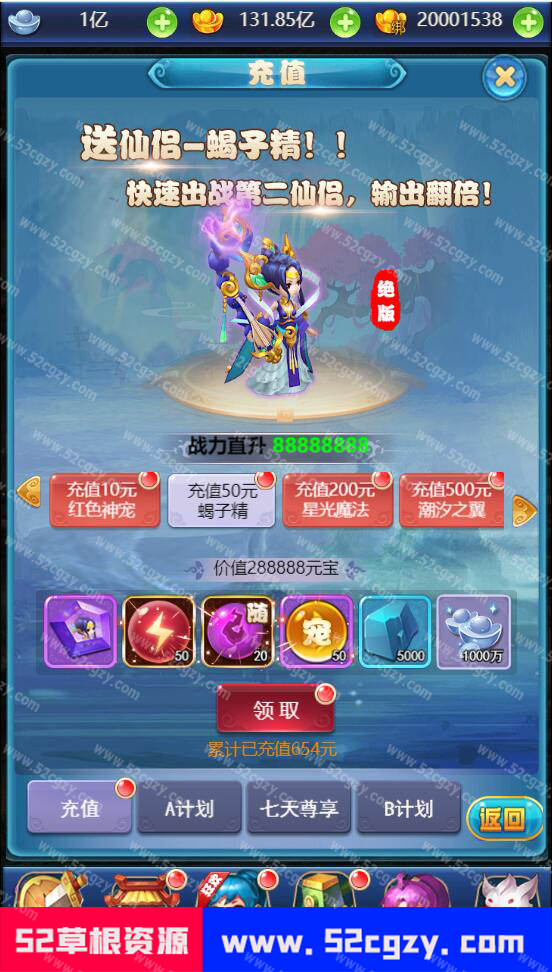 1亿 131.85亿 绑 20001538
充值
送仙侣-蝎子精！！
快速出战第二仙侣，输出翻倍！
绝版
战力直升 88888888
充值10元 充值50元 充值200元 充值500元
红色神宠 蝎子精 星光魔法 潮汐之翼
价值288888元宝
随 宠
50 20 50 5000 1000万
领取
累计已充值654元
充值 A计划 七天尊享 B计划 返回
狂欢
52草根资源 www.52cgzy.com